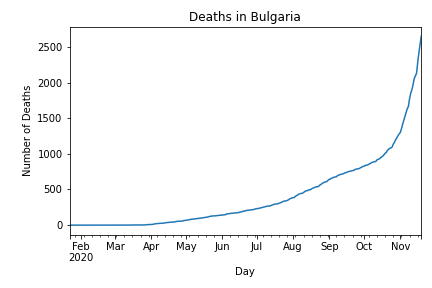 Deaths in Bulgaria
Number of Deaths
2500
2000
1500
1000
500
0
Feb Mar Apr May Jun Jul Aug Sep Oct Nov
2020
Day